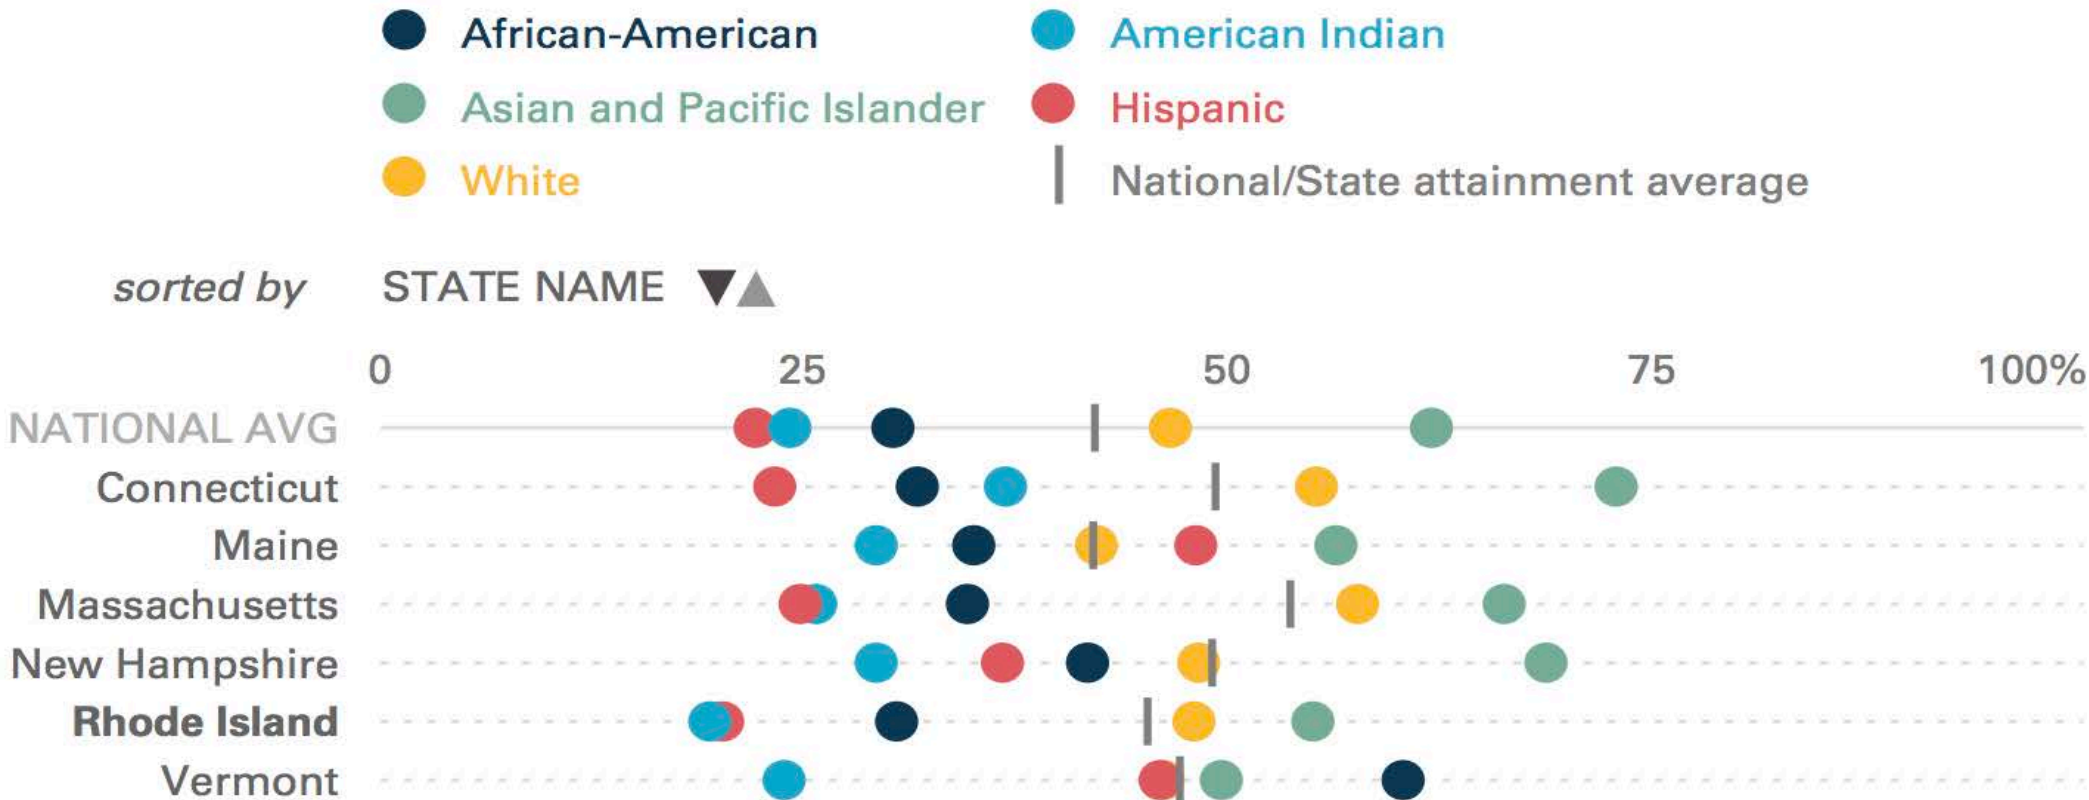 African-American American Indian
Asian and Pacific Islander Hispanic
White National/State attainment average
sorted by STATE NAME
0 25 50 75 100%
NATIONAL AVG
Connecticut
Maine
Massachusetts
New Hampshire
Rhode Island
Vermont